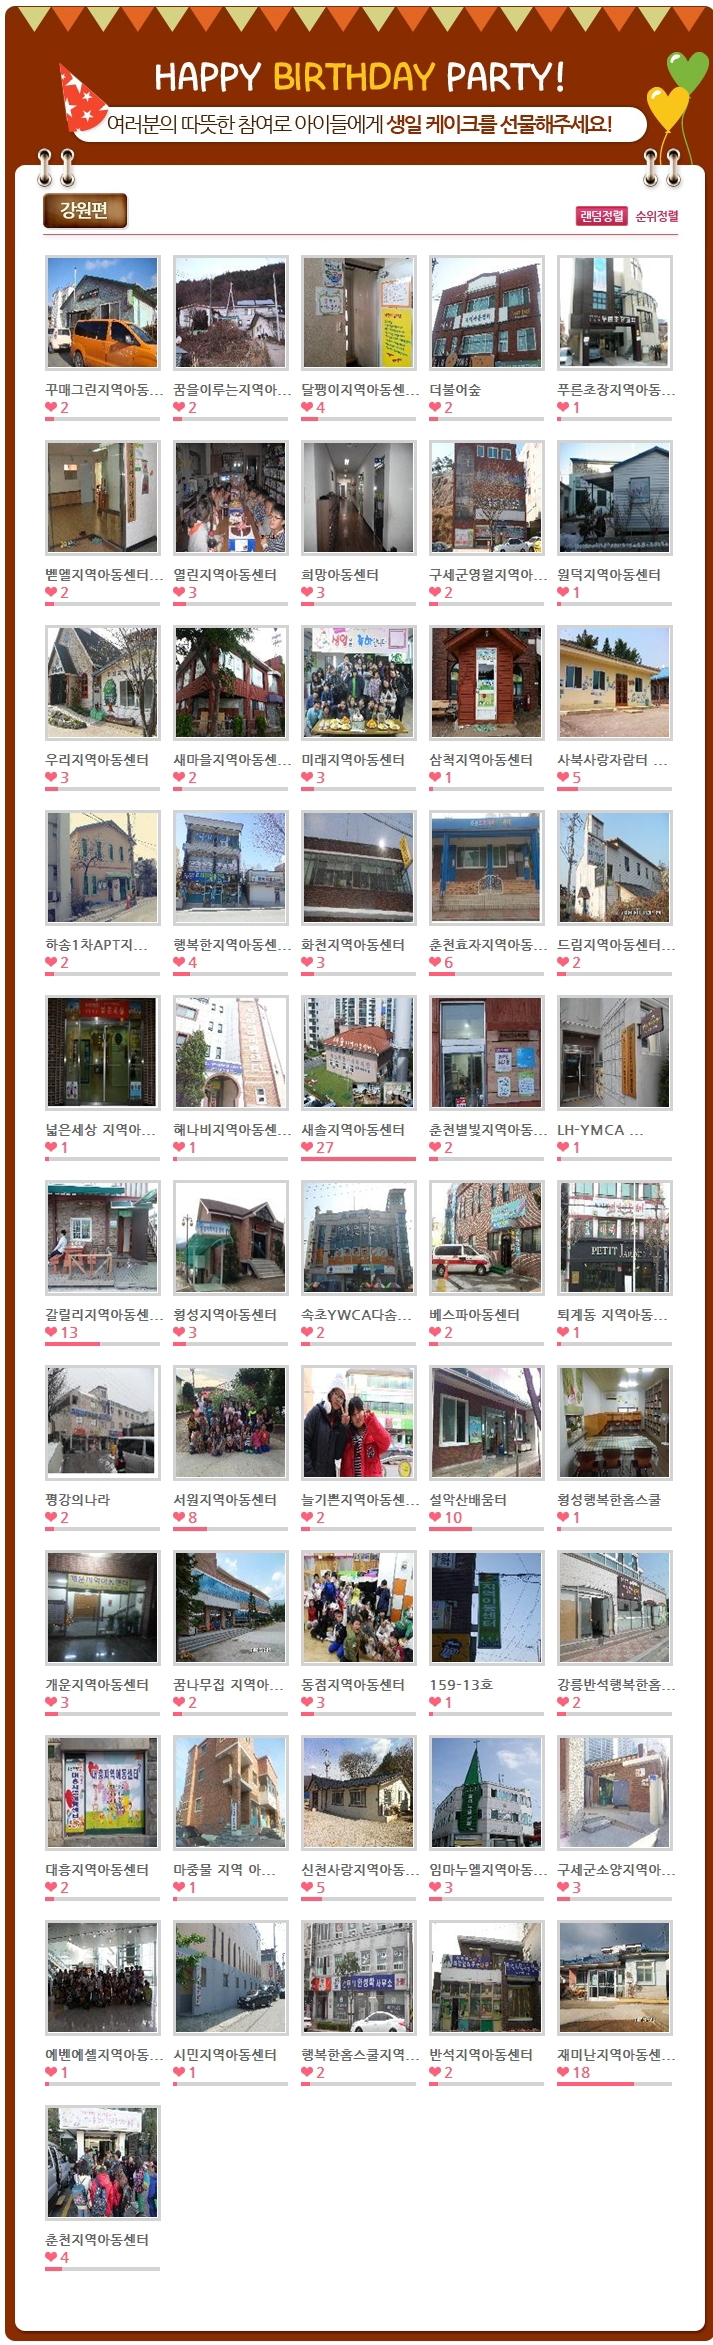 HAPPY BIRTHDAY PARTY!
여러분의 따뜻한 참여로 아이들에게 생일 케이크를 선물해주세요!
강원편
랜덤정렬 순위정렬
꾸매그린지역아동... 꿈을이루는지역아... 달팽이지역아동센... 더불어숲 푸른초장지역아동...
2 2 4 2 1
벧엘지역아동센터... 열린지역아동센터 희망아동센터 구세군영월지역아... 원덕지역아동센터
2 3 3 2 1
우리지역아동센터 새마을지역아동센... 미래지역아동센터 삼척지역아동센터 사북사랑자람터 ...
3 2 3 1 5
하송1차APT지... 행복한지역아동센... 화천지역아동센터 춘천효자지역아동... 드림지역아동센터...
2 4 3 6 2
넓은세상 지역아... 해나비지역아동센... 새솔지역아동센터 춘천별빛지역아동... LH-YMCA ...
1 1 27 2 1
갈릴리지역아동센... 횡성지역아동센터 속초YWCA다솜... 베스파아동센터 퇴계동 지역아동...
13 3 2 2 1
평강의나라 서원지역아동센터 늘기쁜지역아동센... 설악산배움터 횡성행복한홈스쿨
2 8 2 10 1
개운지역아동센터 꿈나무집 지역아... 동점지역아동센터 159-13호 강릉반석행복한홈...
3 2 3 1 2
대흥지역아동센터 마중물 지역 아... 신천사랑지역아동... 임마누엘지역아동... 구세군소양지역아...
2 1 5 3 3
에벤에셀지역아동... 시민지역아동센터 행복한홈스쿨지역... 반석지역아동센터 재미난지역아동센...
1 1 2 2 18
춘천지역아동센터
4